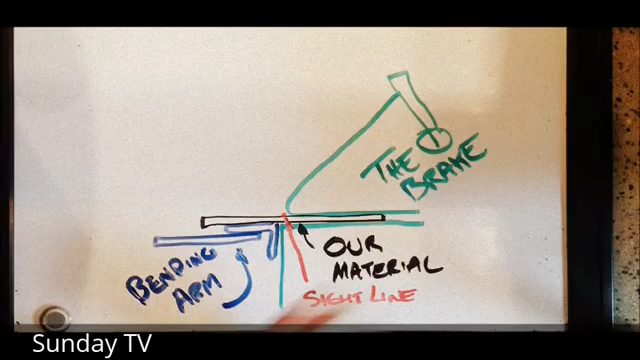 THE
BRAKE
OUR
MATERIAL
BENDING
ARM
SIGHT LINE
Sunday TV